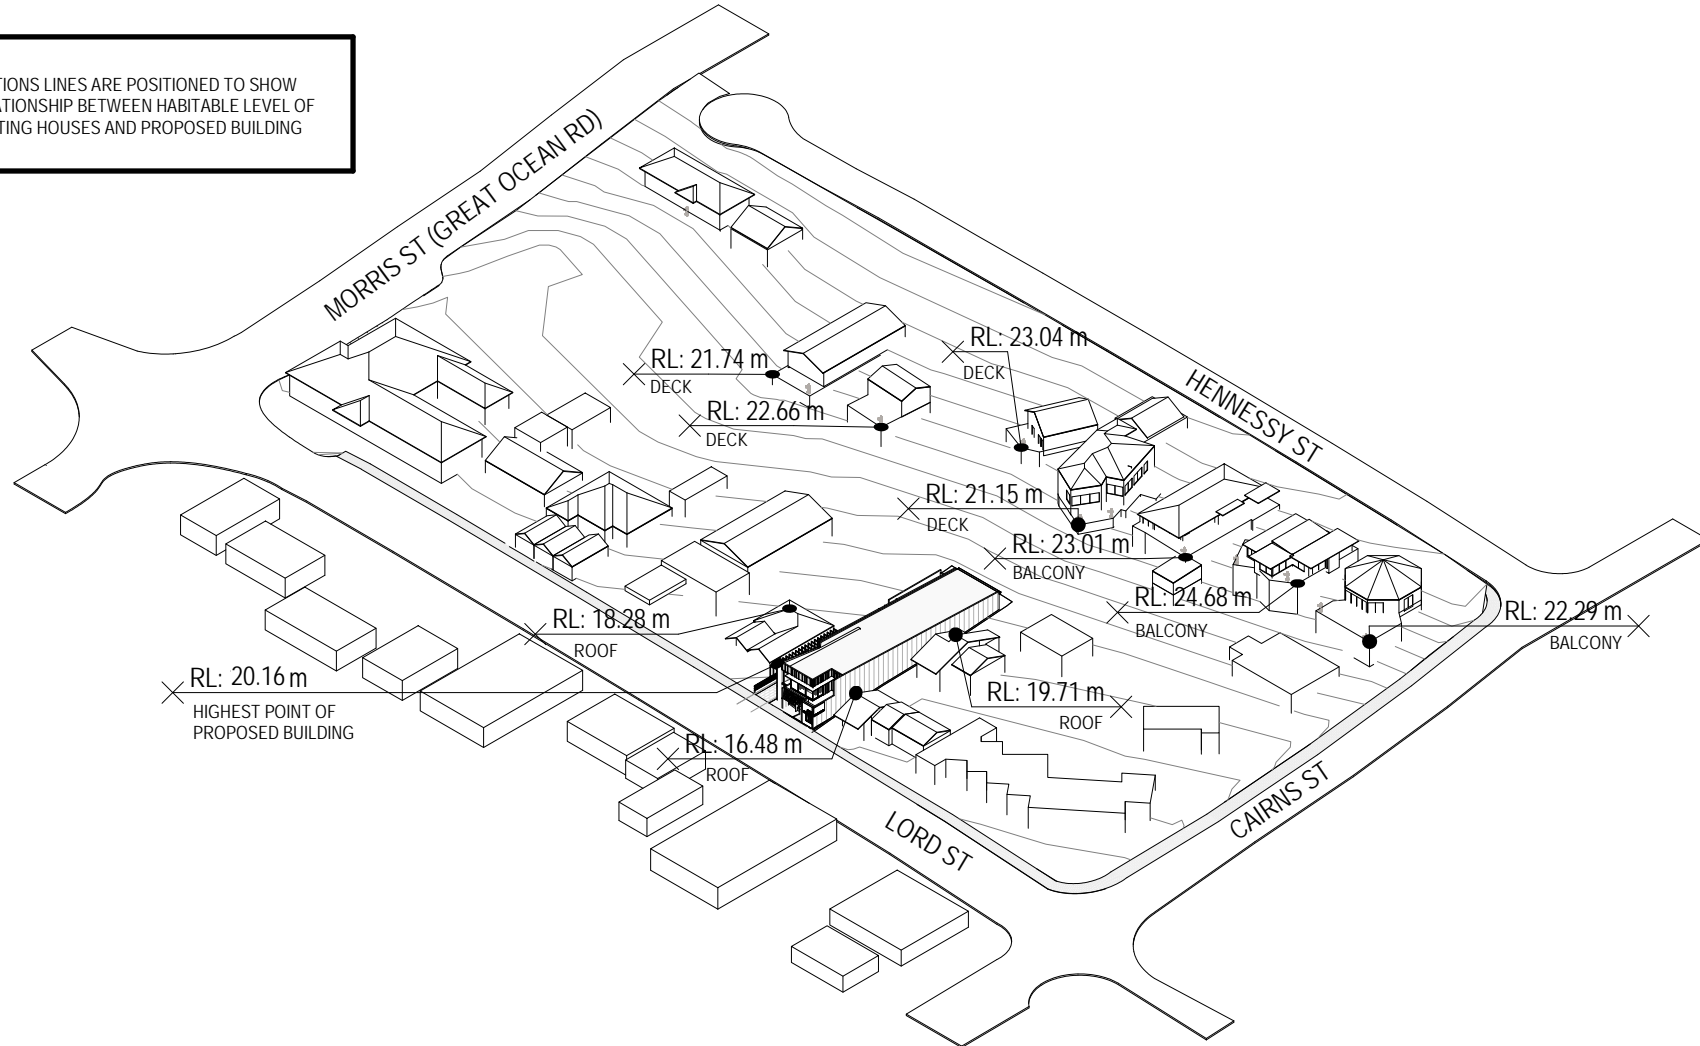 LINES ARE POSITIONED TO SHOW
BETWEEN HABITABLE LEVEL OF
HOUSES AND PROPOSED BUILDING
MORRIS ST (GREAT OCEAN RD)
HENNESSY ST
RL: 23.04 m
DECK
RL: 21.74 m
DECK
RL: 22.66 m
DECK
RL: 21.15 m
DECK
RL: 23.01 m
BALCONY
RL: 24.68 m
BALCONY
RL: 22.29 m
BALCONY
RL: 18.28 m
ROOF
RL: 20.16 m
HIGHEST POINT OF
PROPOSED BUILDING
RL: 19.71 m
ROOF
RL: 16.48 m
ROOF
LORD ST
CAIRNS ST